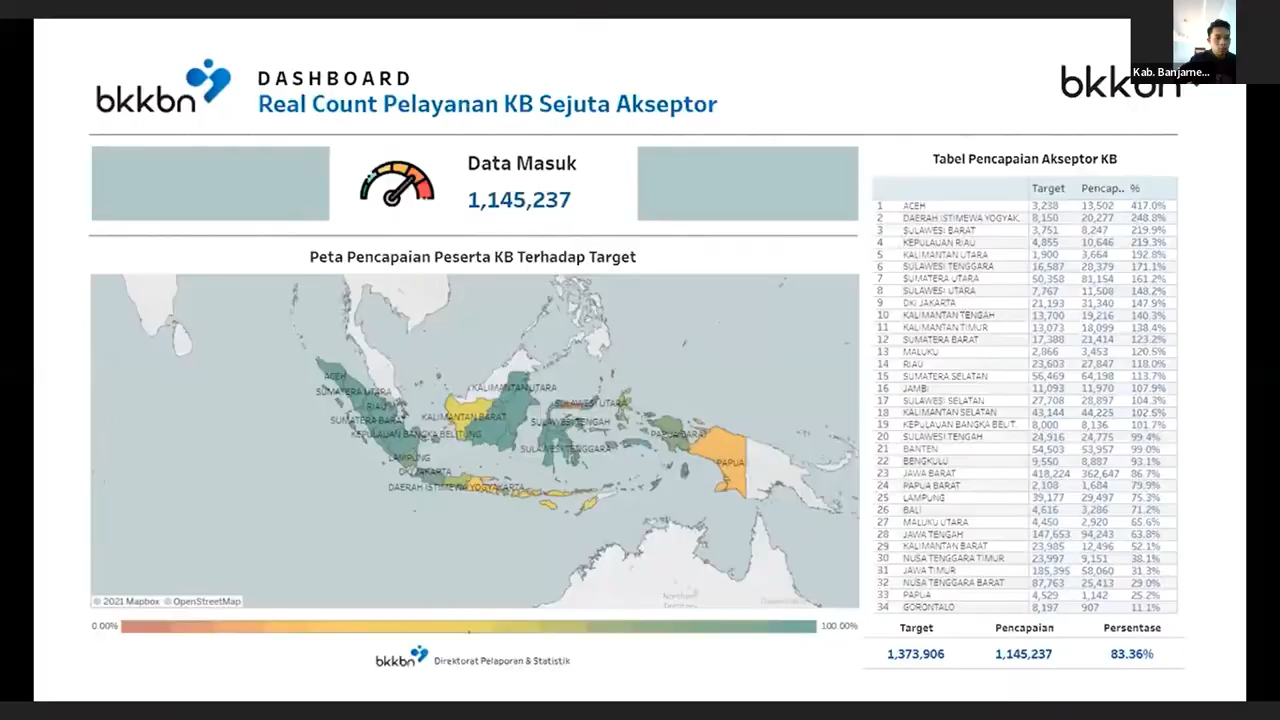 Kab. Banjarne...
bkkbn
DASHBOARD
Real Count Pelayanan KB Sejuta Akseptor
bkkbn
Data Masuk
1,145,237
Peta Pencapaian Peserta KB Terhadap Target
ACEH
SUMATERA UTARA
RIAU
SUMATERA BARAT
KEPULAUAN BANGKA BELITUNG
LAMPUNG
DKI JAKARTA
DAERAH ISTIMEWA YOGYAKARTA
KALIMANTAN UTARA
KALIMANTAN BARAT
SULAWESI UTARA
SULAWESI TENGAH
SULAWESI TENGGARA
PAPUA BARAT
PAPUA
© 2021 Mapbox © OpenStreetMap
Northern
0.00%
100.00%
bkkbn Direktorat Pelaporan & Statistik
Tabel Pencapaian Akseptor KB
Target Pencap.. %
1 ACEH 3,238 13,502 417.0%
2 DAERAH ISTIMEWA YOGYAK.. 8,150 20,277 248.8%
3 SULAWESI BARAT 3,751 8,247 219.9%
4 KEPULAUAN RIAU 4,855 10,646 219.3%
5 KALIMANTAN UTARA 1,900 3,664 192.8%
6 SULAWESI TENGGARA 16,587 28,379 171.1%
7 SUMATERA UTARA 50,358 81,154 161.2%
8 SULAWESI UTARA 7,767 11,508 148.2%
9 DKI JAKARTA 21,193 31,340 147.9%
10 KALIMANTAN TENGAH 13,700 19,216 140.3%
11 KALIMANTAN TIMUR 13,073 18,099 138.4%
12 SUMATERA BARAT 17,388 21,414 123.2%
13 MALUKU 2,866 3,453 120.5%
14 RIAU 23,603 27,847 118.0%
15 SUMATERA SELATAN 56,469 64,198 113.7%
16 JAMBI 11,093 11,970 107.9%
17 SULAWESI SELATAN 27,708 28,897 104.3%
18 KALIMANTAN SELATAN 43,144 44,225 102.5%
19 KEPULAUAN BANGKA BELIT.. 8,000 8,136 101.7%
20 SULAWESI TENGAH 24,916 24,775 99.4%
21 BANTEN 54,503 53,957 99.0%
22 BENGKULU 9,550 8,887 93.1%
23 JAWA BARAT 418,224 362,647 86.7%
24 PAPUA BARAT 2,108 1,684 79.9%
25 LAMPUNG 39,177 29,497 75.3%
26 BALI 4,616 3,286 71.2%
27 MALUKU UTARA 4,450 2,920 65.6%
28 JAWA TENGAH 147,653 94,243 63.8%
29 KALIMANTAN BARAT 23,985 12,496 52.1%
30 NUSA TENGGARA TIMUR 23,997 9,151 38.1%
31 JAWA TIMUR 185,395 58,060 31.3%
32 NUSA TENGGARA BARAT 87,763 25,413 29.0%
33 PAPUA 4,529 1,142 25.2%
34 GORONTALO 8,197 907 11.1%
Target Pencapaian Persentase
1,373,906 1,145,237 83.36%